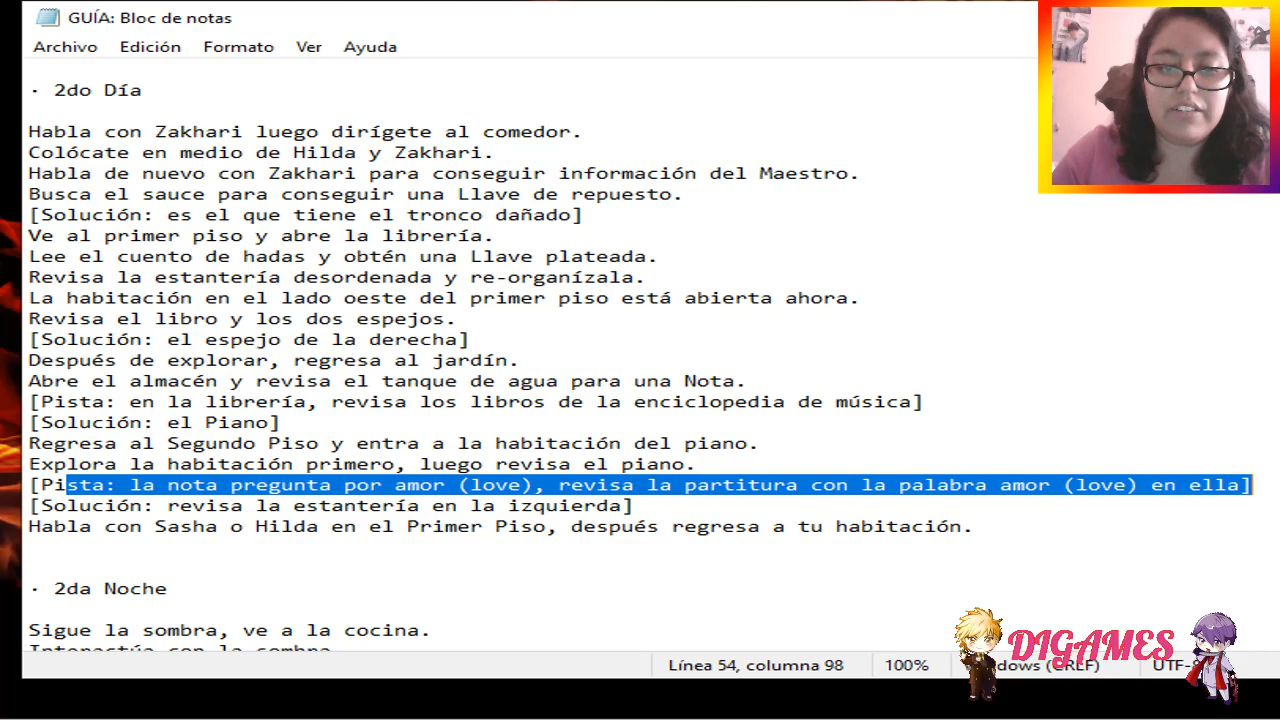 GUÍA: Bloc de notas
Archivo Edición Formato Ver Ayuda
· 2do Día
Habla con Zakhari luego dirígete al comedor.
Colócate en medio de Hilda y Zakhari.
Habla de nuevo con Zakhari para conseguir información del Maestro.
Busca el sauce para conseguir una Llave de repuesto.
[Solución: es el que tiene el tronco dañado]
Ve al primer piso y abre la librería.
Lee el cuento de hadas y obtén una Llave plateada.
Revisa la estantería desordenada y re-organízala.
La habitación en el lado oeste del primer piso está abierta ahora.
Revisa el libro y los dos espejos.
[Solución: el espejo de la derecha]
Después de explorar, regresa al jardín.
Abre el almacén y revisa el tanque de agua para una Nota.
[Pista: en la librería, revisa los libros de la enciclopedia de música]
[Solución: el Piano]
Regresa al Segundo Piso y entra a la habitación del piano.
Explora la habitación primero, luego revisa el piano.
[Pista: la nota pregunta por amor (love), revisa la partitura con la palabra amor (love) en ella]
[Solución: revisa la estantería en la izquierda]
Habla con Sasha o Hilda en el Primer Piso, después regresa a tu habitación.
· 2da Noche
Sigue la sombra, ve a la cocina.
Interactúa con la sombra
DIGAMES
Línea 54, columna 98 100% (CRLF) UTF-8